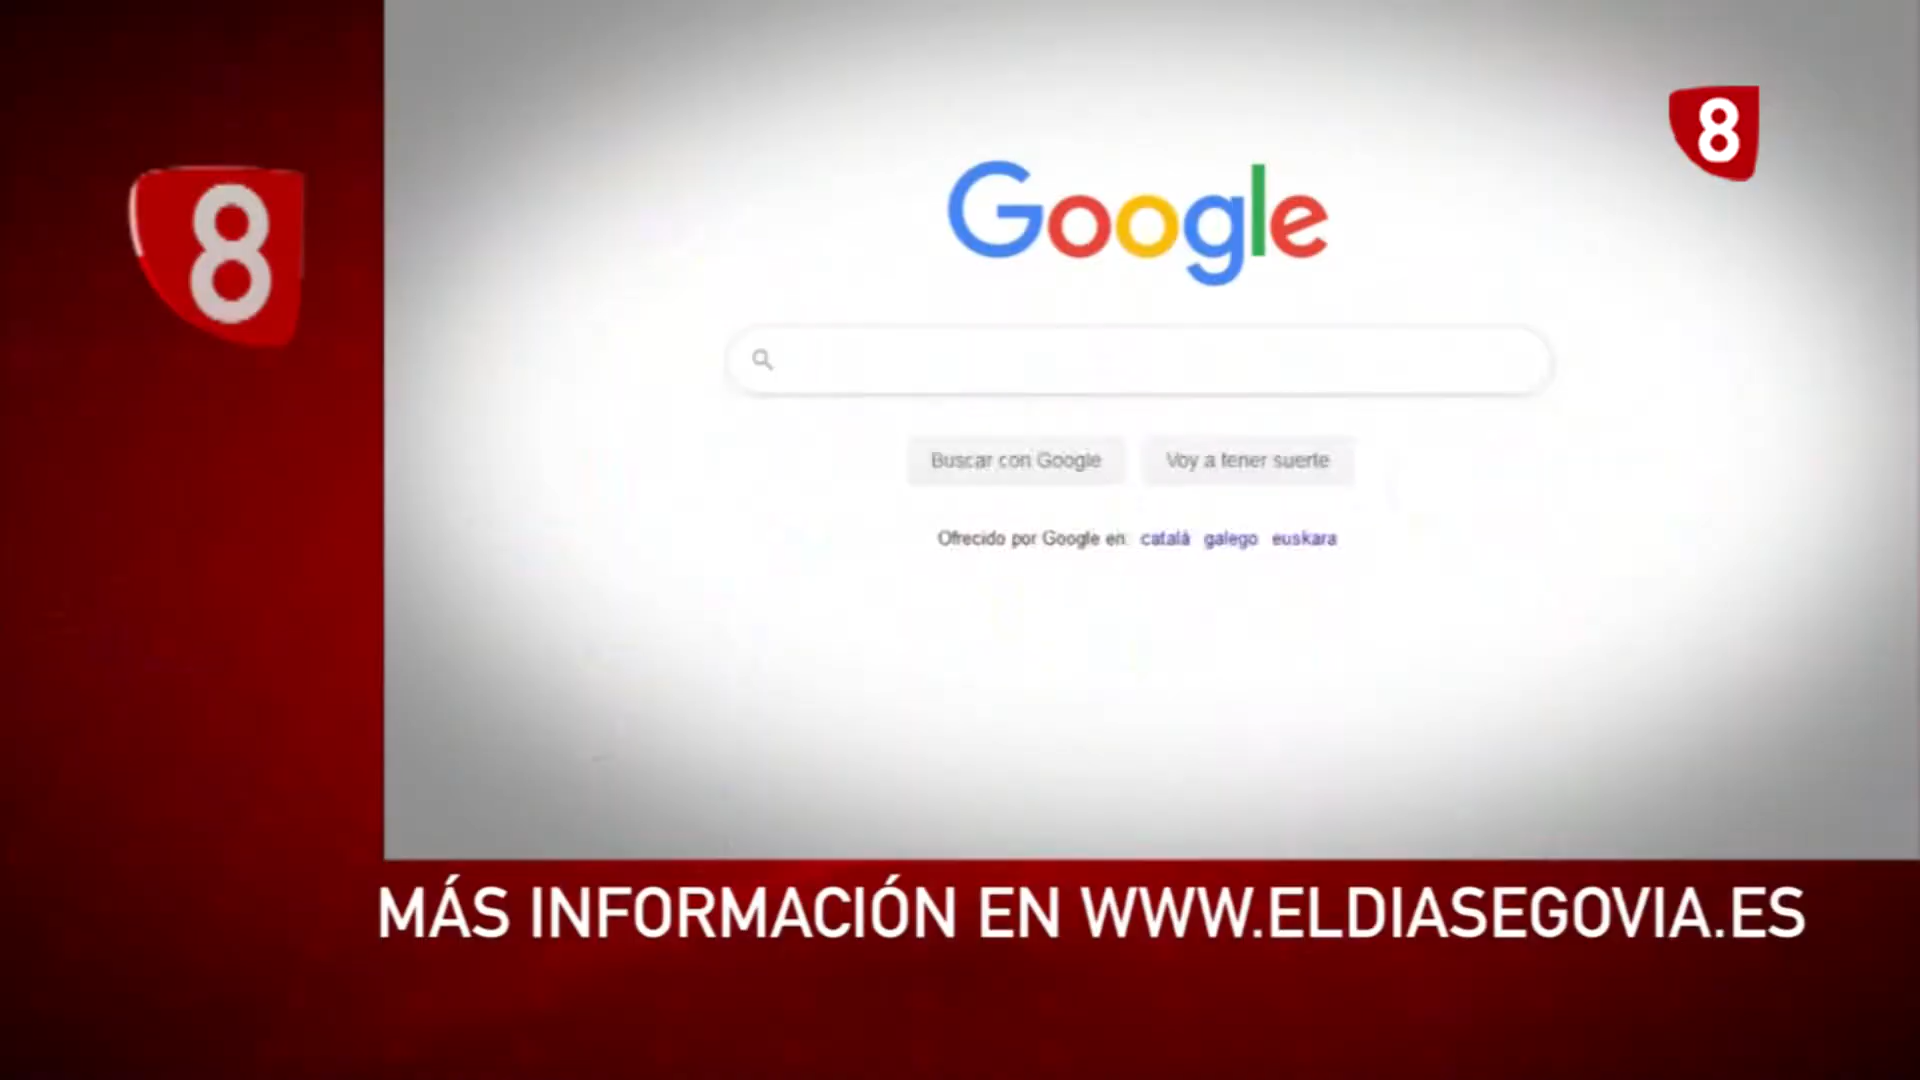 8
8
Google
Buscar con Google
Voy a tener suerte
Ofrecido por Google en: català galego euskara
MÁS INFORMACIÓN EN WWW.ELDIASEGOVIA.ES